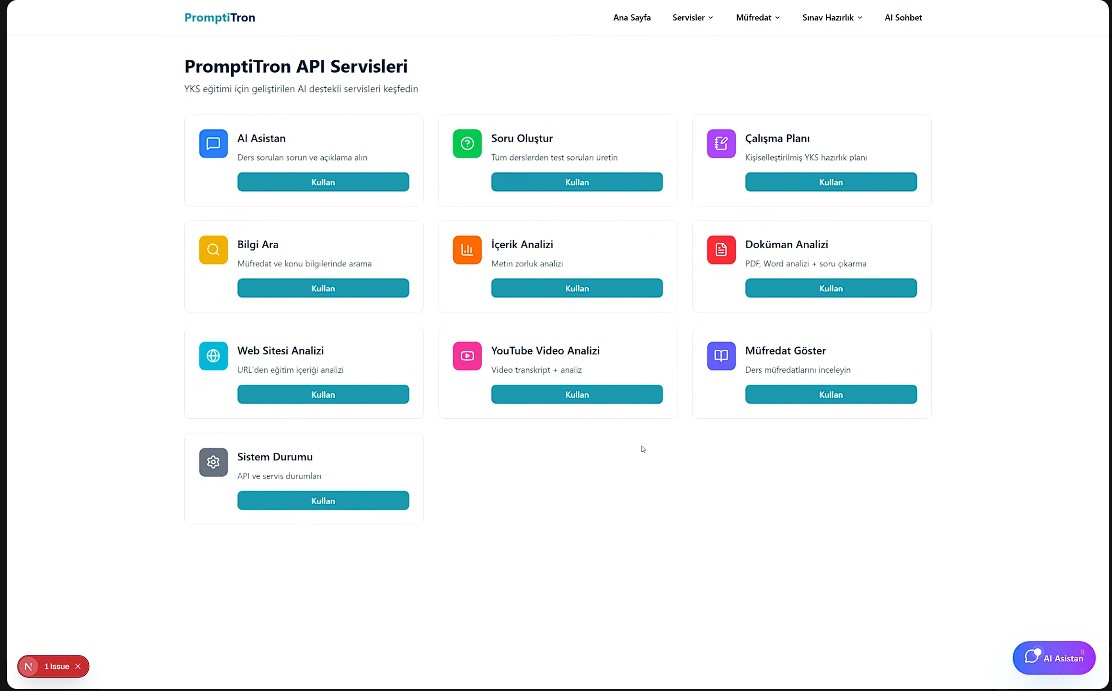 PromptiTron
Ana Sayfa Servisler Müfredat Sınav Hazırlık AI Sohbet
PromptiTron API Servisleri
YKS eğitimi için geliştirilen AI destekli servisleri keşfedin
AI Asistan
Ders soruları sorun ve açıklama alın
Kullan
Soru Oluştur
Tüm derslerden test soruları üretin
Kullan
Çalışma Planı
Kişiselleştirilmiş YKS hazırlık planı
Kullan
Bilgi Ara
Müfredat ve konu bilgilerinde arama
Kullan
İçerik Analizi
Metin zorluk analizi
Kullan
Doküman Analizi
PDF, Word analizi + soru çıkarma
Kullan
Web Sitesi Analizi
URL'den eğitim içeriği analizi
Kullan
YouTube Video Analizi
Video transkript + analiz
Kullan
Müfredat Göster
Ders müfredatlarını inceleyin
Kullan
Sistem Durumu
API ve servis durumları
Kullan
N 1 Issue
AI Asistan